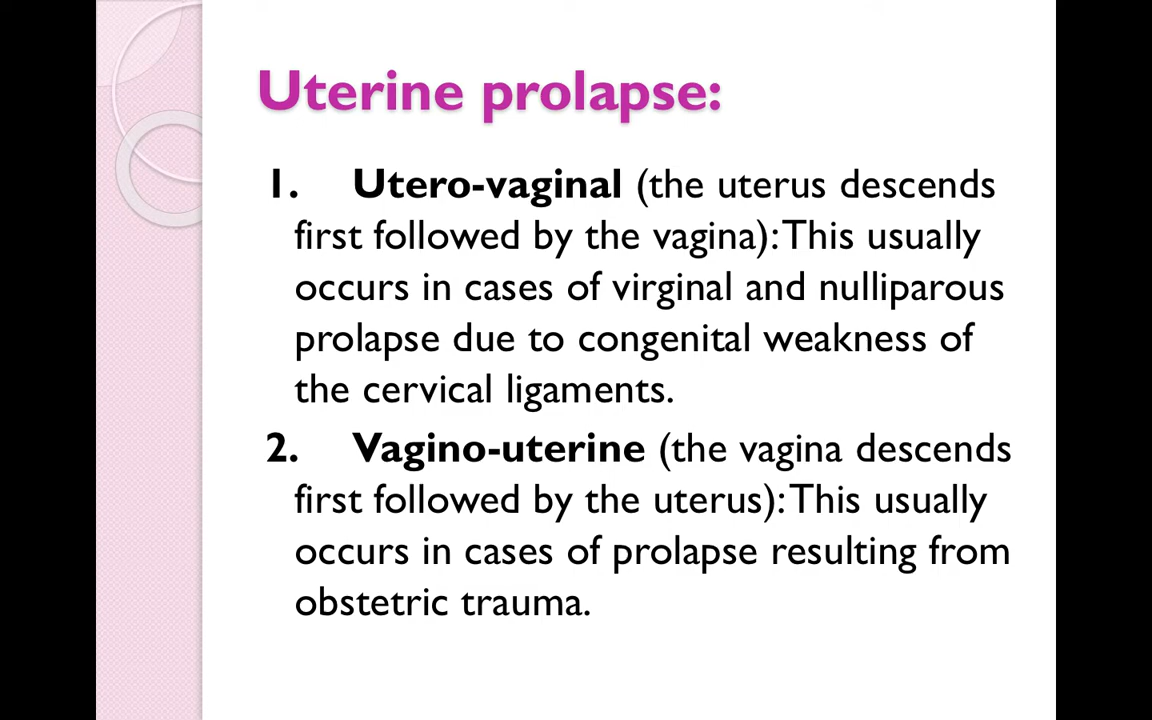 Uterine prolapse:
1. Utero-vaginal (the uterus descends
first followed by the vagina): This usually
occurs in cases of virginal and nulliparous
prolapse due to congenital weakness of
the cervical ligaments.
2. Vagino-uterine (the vagina descends
first followed by the uterus): This usually
occurs in cases of prolapse resulting from
obstetric trauma.